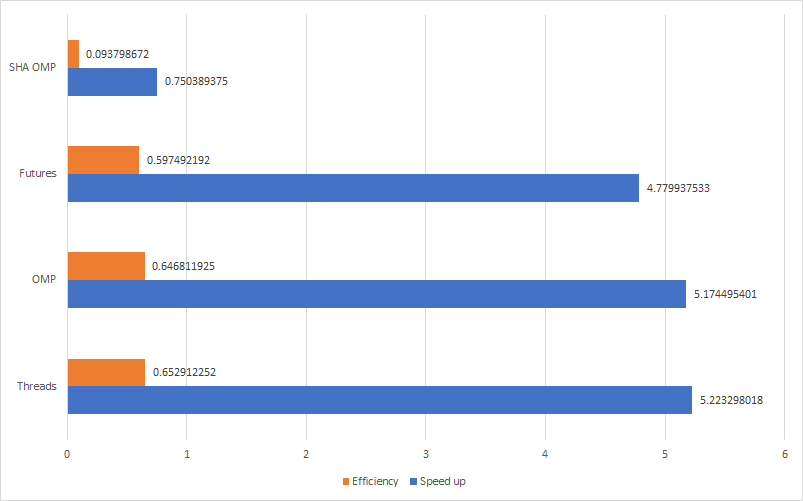 SHA OMP
0.093798672
0.750389375
Futures
0.597492192
4.779937533
OMP
0.646811925
5.174495401
Threads
0.652912252
5.223298018
0 1 2 3 4 5 6
Efficiency Speed up